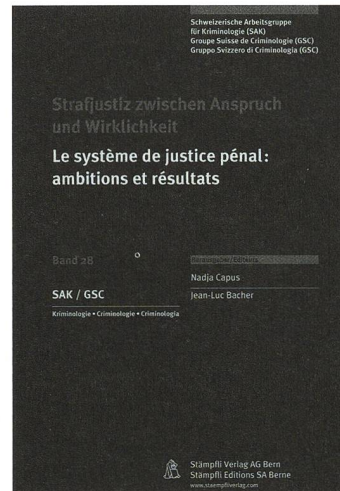 Schweizerische Arbeitsgruppe
für Kriminologie (SAK)
Groupe Suisse de Criminologie (GSC)
Gruppo Svizzero di Criminologia (GSC)
Strafjustiz zwischen Anspruch
und Wirklichkeit
Le système de justice pénal:
ambitions et résultats
Band 28
Herausgeber/Editeurs
Nadja Capus
Jean-Luc Bacher
SAK / GSC
Kriminologie • Criminologie • Criminologia
Stämpfli Verlag AG Bern
Stämpfli Editions SA Berne
www.staempfliverlag.com